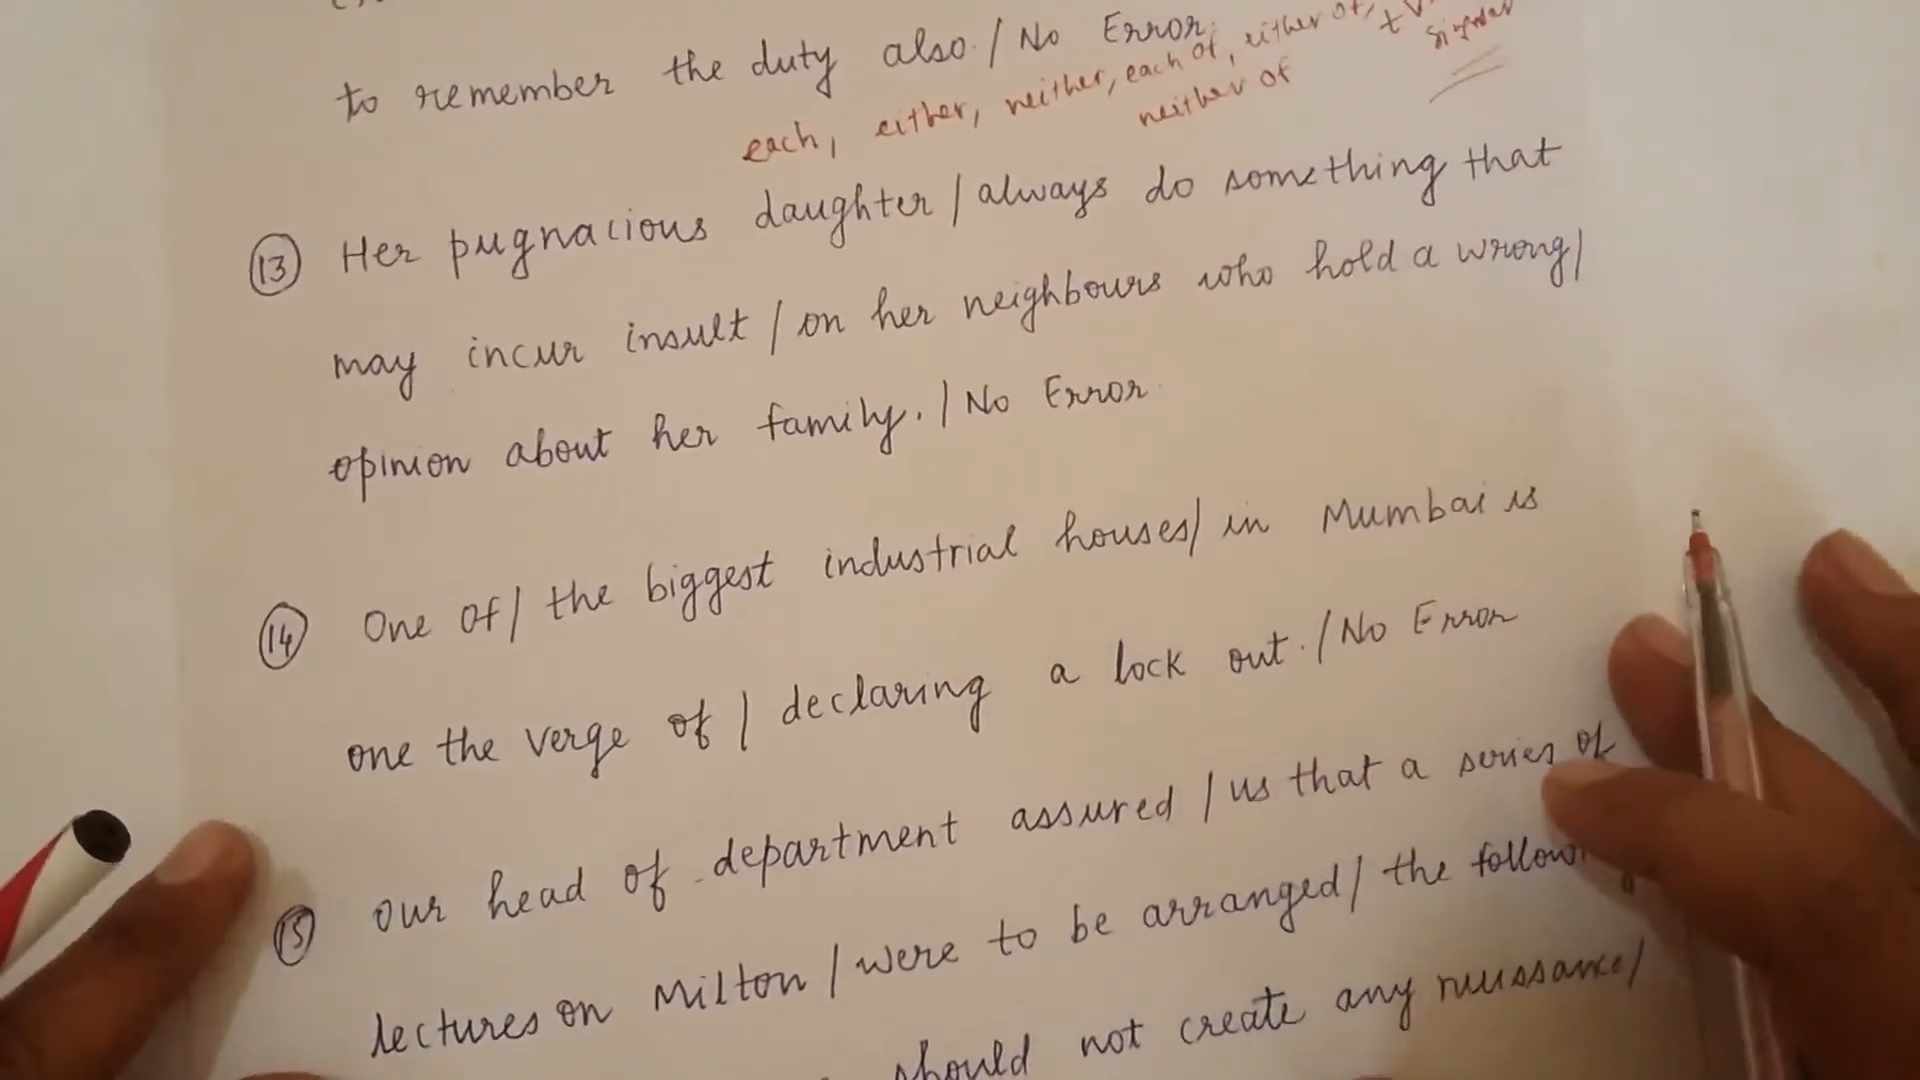 to remember the duty also. / No Error.
each, either, neither, each of, either of,
neither of
singular
(13) Her pugnacious daughter / always do something that
may incur insult / on her neighbours who hold a wrong /
opinion about her family. / No Error
(14) One of / the biggest industrial houses / in Mumbai is
one the verge of / declaring a lock out. / No Error
(15) Our head of department assured / us that a series of
lectures on Milton / were to be arranged / the
should not create any nuissance /